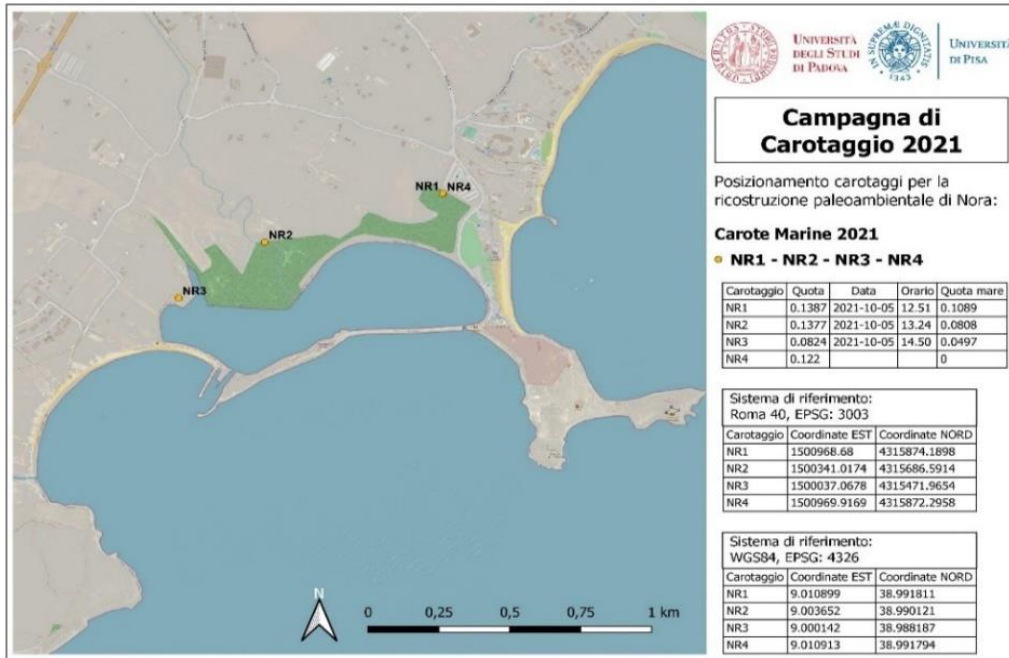 NR1 NR4
NR2
NR3
N
0 0,25 0,5 0,75 1 km
UNIVERSITÀ
DEGLI STUDI
DI PADOVA
IN SUPREMÆ DIGNITATIS
1343
UNIVERSITÀ
DI PISA
Campagna di
Carotaggio 2021
Posizionamento carotaggi per la
ricostruzione paleoambientale di Nora:
Carote Marine 2021
NR1 - NR2 - NR3 - NR4
Carotaggio Quota Data Orario Quota mare
NR1 0.1387 2021-10-05 12.51 0.1089
NR2 0.1377 2021-10-05 13.24 0.0808
NR3 0.0824 2021-10-05 14.50 0.0497
NR4 0.122 0
Sistema di riferimento:
Roma 40, EPSG: 3003
Carotaggio Coordinate EST Coordinate NORD
NR1 1500968.68 4315874.1898
NR2 1500341.0174 4315686.5914
NR3 1500037.0678 4315471.9654
NR4 1500969.9169 4315872.2958
Sistema di riferimento:
WGS84, EPSG: 4326
Carotaggio Coordinate EST Coordinate NORD
NR1 9.010899 38.991811
NR2 9.003652 38.990121
NR3 9.000142 38.988187
NR4 9.010913 38.991794